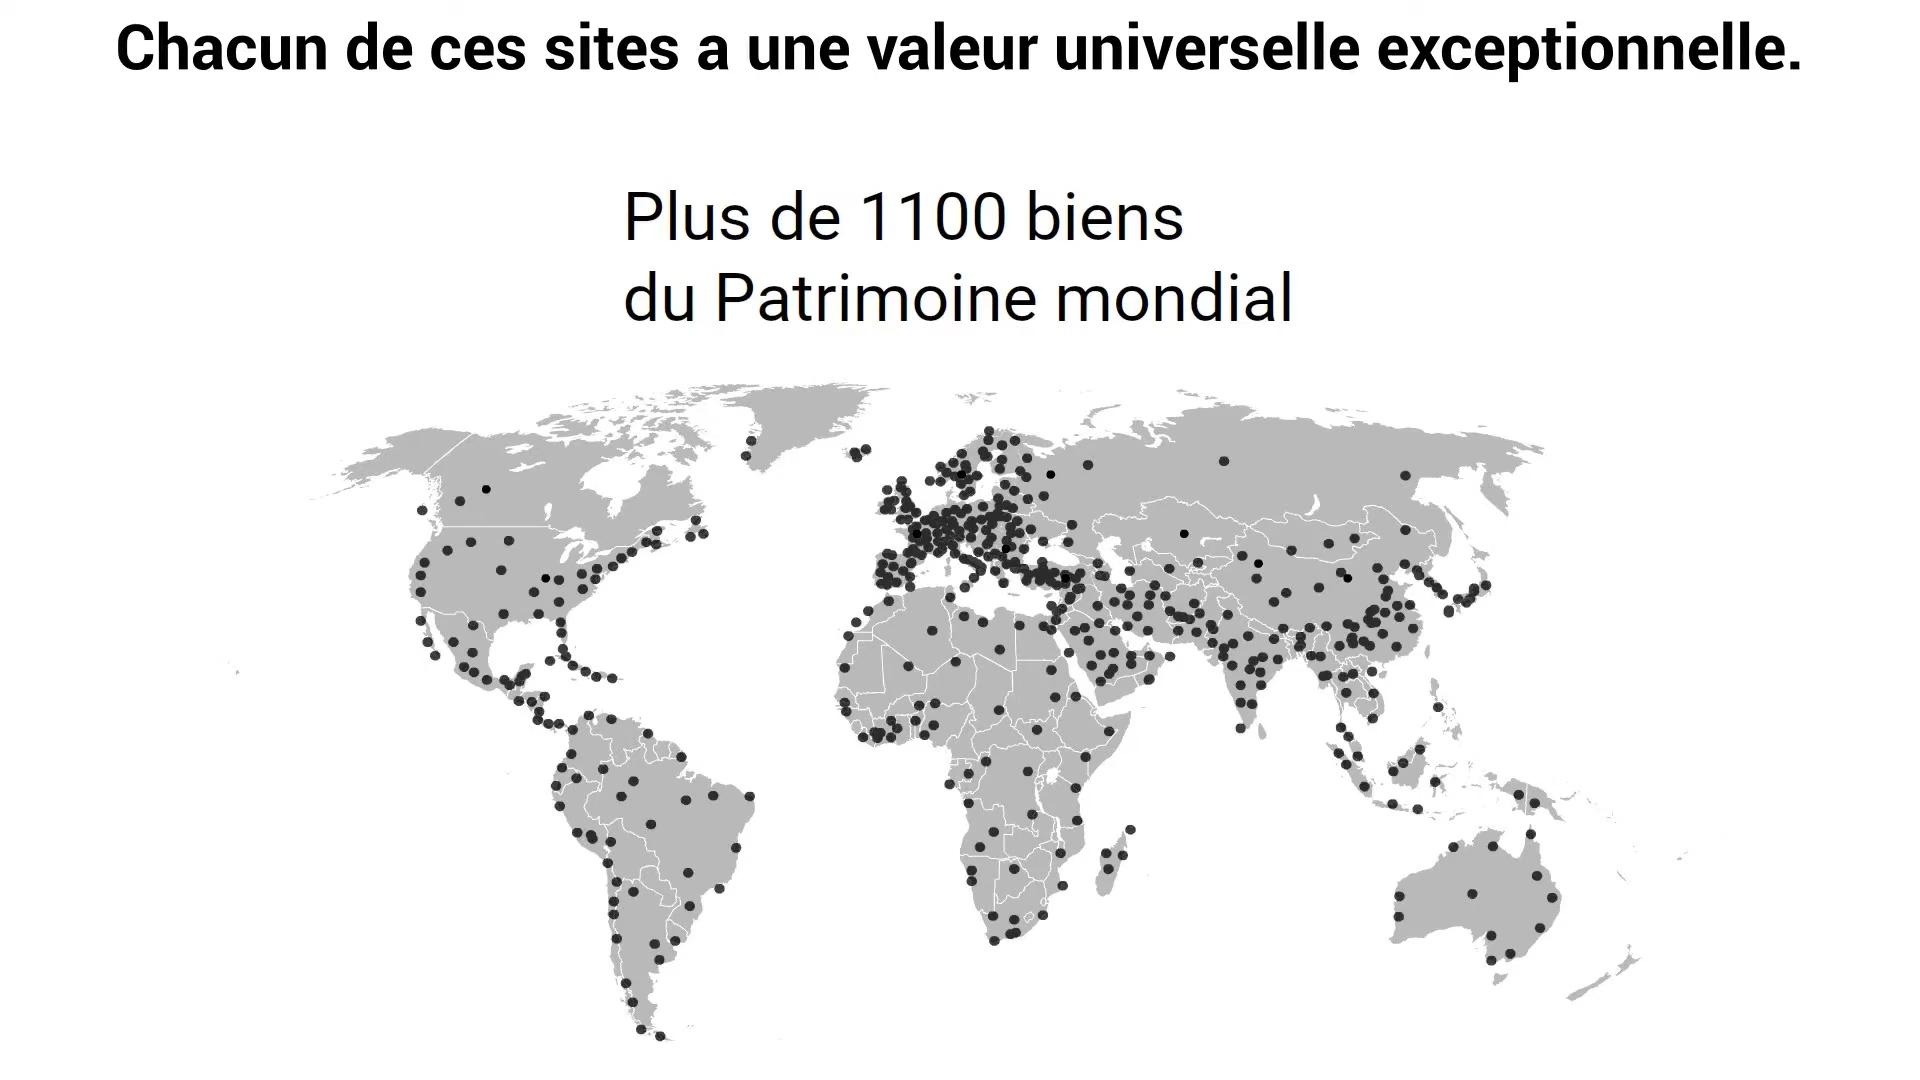 Chacun de ces sites a une valeur universelle exceptionnelle.
Plus de 1100 biens
du Patrimoine mondial